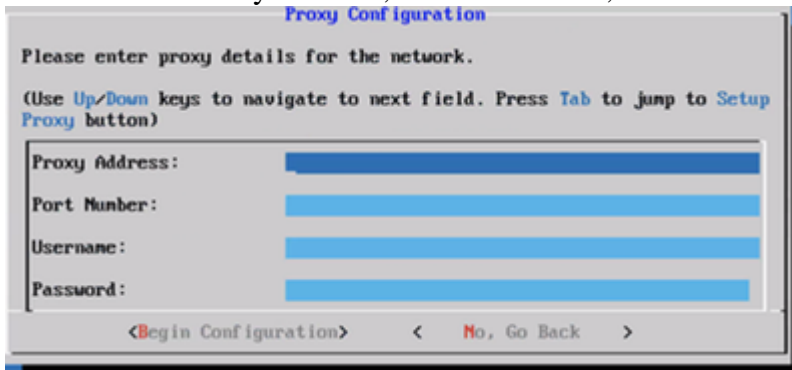 Proxy Configuration
Please enter proxy details for the network.
(Use Up/Down keys to navigate to next field. Press Tab to jump to Setup
Proxy button)
Proxy Address:
Port Number:
Username:
Password:
<Begin Configuration> < No, Go Back >